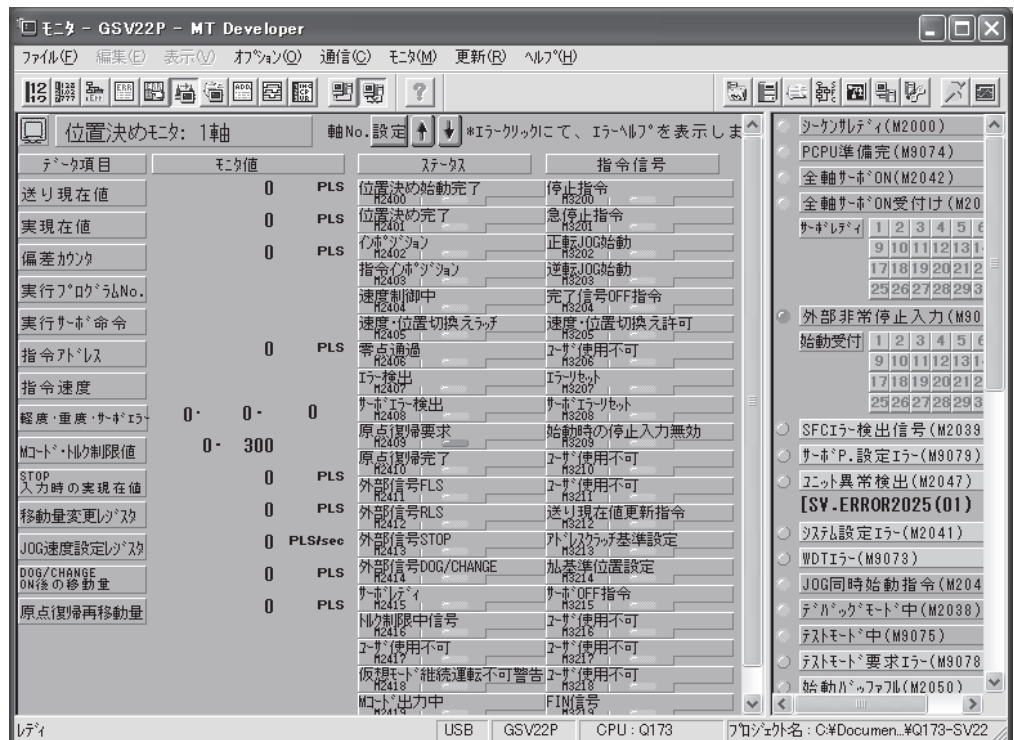 モニタ - GSV22P - MT Developer
ファイル(F) 編集(E) 表示(V) オプション(O) 通信(C) モニタ(M) 更新(R) ヘルプ(H)
位置決めモニタ: 1軸
軸No.設定 *エラークリックにて、エラーヘルプを表示しま
データ項目 モニタ値 ステータス 指令信号
送り現在値 0 PLS
実現在値 0 PLS
偏差カウンタ 0 PLS
実行プログラムNo.
実行サーボ命令
指令アドレス 0 PLS
指令速度
軽度・重度・サーボエラー 0・ 0・ 0
Mコード・トルク制限値 0・ 300
STOP入力時の実現在値 0 PLS
移動量変更レジスタ 0 PLS
JOG速度設定レジスタ 0 PLS/sec
DOG/CHANGE ON後の移動量 0 PLS
原点復帰再移動量 0 PLS
位置決め始動完了 M2400
位置決め完了 M2401
インポジション M2402
指令インポジション M2403
速度制御中 M2404
速度・位置切換えラッチ M2405
零点通過 M2406
エラー検出 M2407
サーボエラー検出 M2408
原点復帰要求 M2409
原点復帰完了 M2410
外部信号FLS M2411
外部信号RLS M2412
外部信号STOP M2413
外部信号DOG/CHANGE M2414
サーボレディ M2415
トルク制限中信号 M2416
ユーザ使用不可 M2417
仮想モード継続運転不可警告 M2418
Mコード出力中 M2419
停止指令 M3200
急停止指令 M3201
正転JOG始動 M3202
逆転JOG始動 M3203
完了信号OFF指令 M3204
速度・位置切換え許可 M3205
ユーザ使用不可 M3206
エラーリセット M3207
サーボエラーリセット M3208
始動時の停止入力無効 M3209
ユーザ使用不可 M3210
ユーザ使用不可 M3211
送り現在値更新指令 M3212
アドレスクラッチ基準設定 M3213
カム基準位置設定 M3214
サーボOFF指令 M3215
ユーザ使用不可 M3216
ユーザ使用不可 M3217
ユーザ使用不可 M3218
FIN信号 M3219
シーケンサレディ(M2000)
PCPU準備完(M9074)
全軸サーボON(M2042)
全軸サーボON受付け(M20
サーボレディ 1 2 3 4 5 6
9 10 11 12 13 1
17 18 19 20 21 2
25 26 27 28 29 3
外部非常停止入力(M90
始動受付 1 2 3 4 5 6
9 10 11 12 13 1
17 18 19 20 21 2
25 26 27 28 29 3
SFCエラー検出信号(M2039
サーボP.設定エラー(M9079)
ユニット異常検出(M2047)
[SV.ERROR2025(01)
システム設定エラー(M2041)
WDTエラー(M9073)
JOG同時始動指令(M204
デバッグモード中(M2038)
テストモード中(M9075)
テストモード要求エラー(M9078
始動バッファフル(M2050)
レディ USB GSV22P CPU : Q173 プロジェクト名 : C:¥Documen...¥Q173-SV22